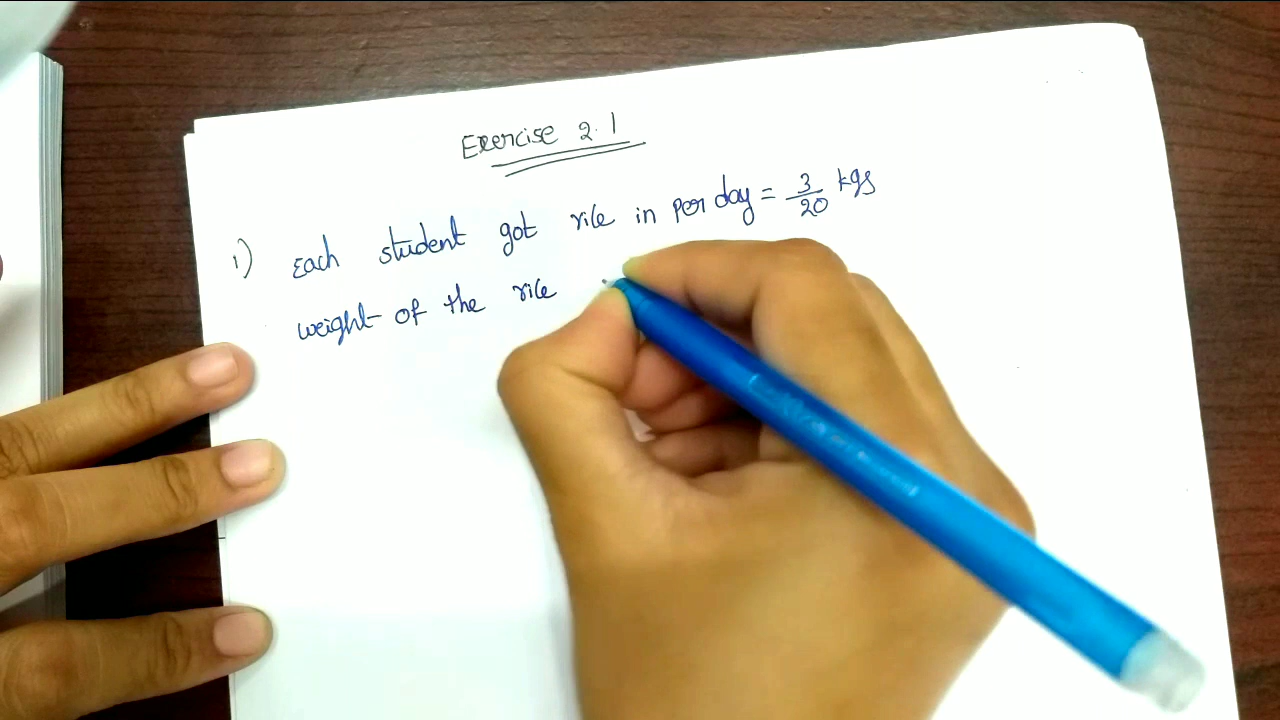 Exercise 2.1
1) Each student got rice in per day = 3/20 kgs
weight of the rice